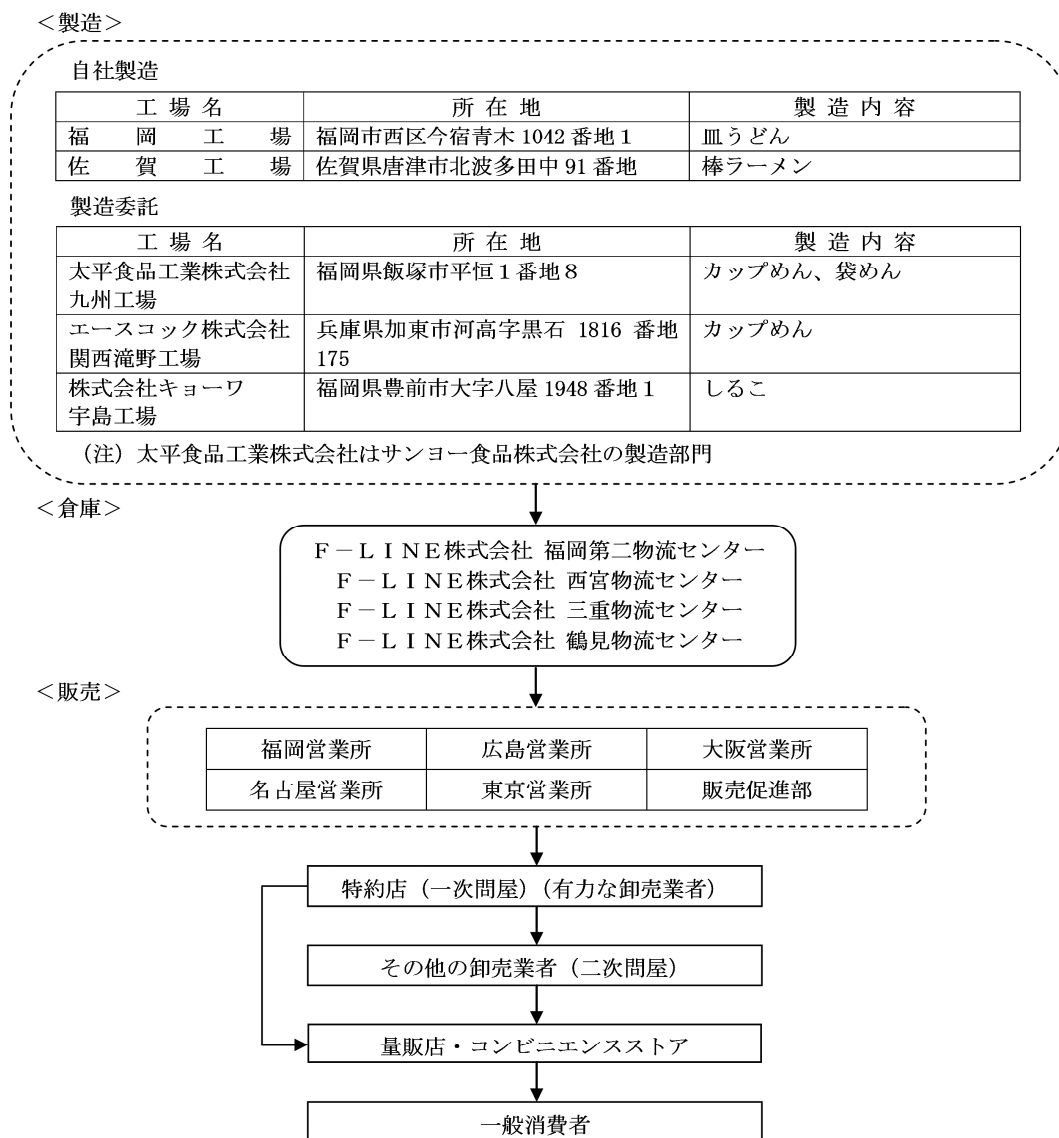 ＜製造＞
自社製造
工場名 所在地 製造内容
福岡工場 福岡市西区今宿青木1042番地1 皿うどん
佐賀工場 佐賀県唐津市北波多田中91番地 棒ラーメン
製造委託
工場名 所在地 製造内容
太平食品工業株式会社 福岡県飯塚市平恒1番地8 カップめん、袋めん
九州工場
エースコック株式会社 兵庫県加東市河高字黒石 1816 番地 カップめん
関西滝野工場 175
株式会社キョーワ 福岡県豊前市大字八屋1948番地1 しるこ
宇島工場
（注）太平食品工業株式会社はサンヨー食品株式会社の製造部門
＜倉庫＞
Ｆ－ＬＩＮＥ株式会社 福岡第二物流センター
Ｆ－ＬＩＮＥ株式会社 西宮物流センター
Ｆ－ＬＩＮＥ株式会社 三重物流センター
Ｆ－ＬＩＮＥ株式会社 鶴見物流センター
＜販売＞
福岡営業所 広島営業所 大阪営業所
名古屋営業所 東京営業所 販売促進部
特約店（一次問屋）（有力な卸売業者）
その他の卸売業者（二次問屋）
量販店・コンビニエンスストア
一般消費者